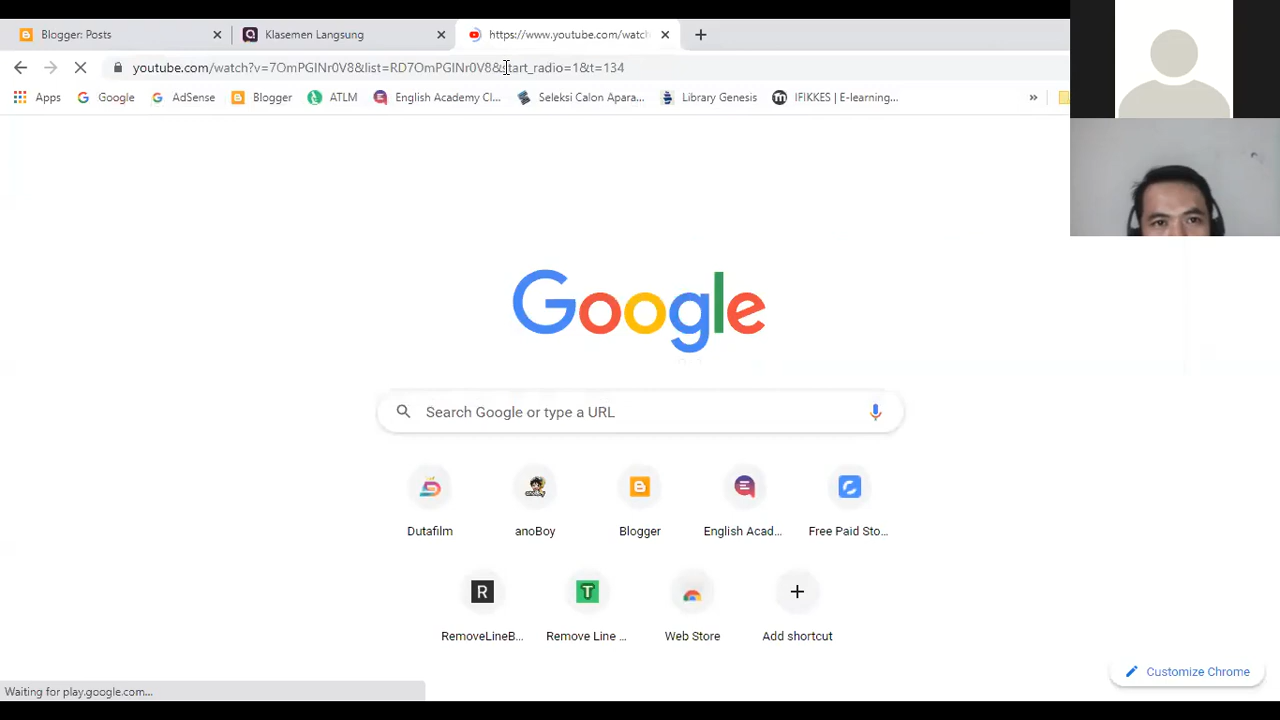 Blogger: Posts
Klasemen Langsung
https://www.youtube.com/watch
youtube.com/watch?v=7OmPGINr0V8&list=RD7OmPGINr0V8&start_radio=1&t=134
Apps
Google
AdSense
Blogger
ATLM
English Academy Cl...
Seleksi Calon Apara...
Library Genesis
IFIKKES | E-learning...
»
Google
Search Google or type a URL
Dutafilm
anoBoy
Blogger
English Acad...
Free Paid Sto...
RemoveLineB...
Remove Line ...
Web Store
Add shortcut
Customize Chrome
Waiting for play.google.com...